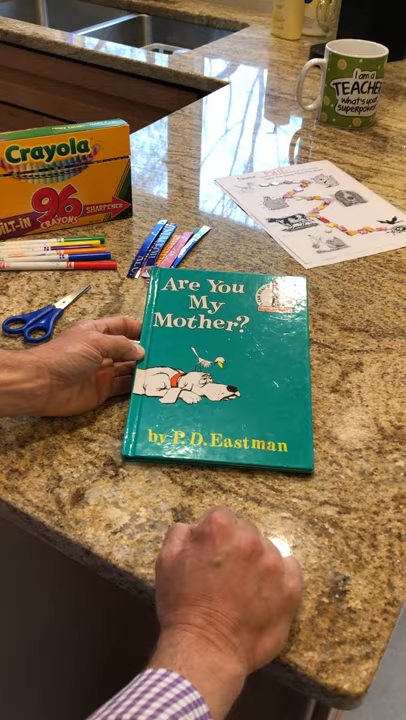 I am a
TEACHER
what's your
superpower?
Crayola
96
BUILT-IN
SHARPENER
CRAYONS
Are You
My
Mother?
by P. D. Eastman